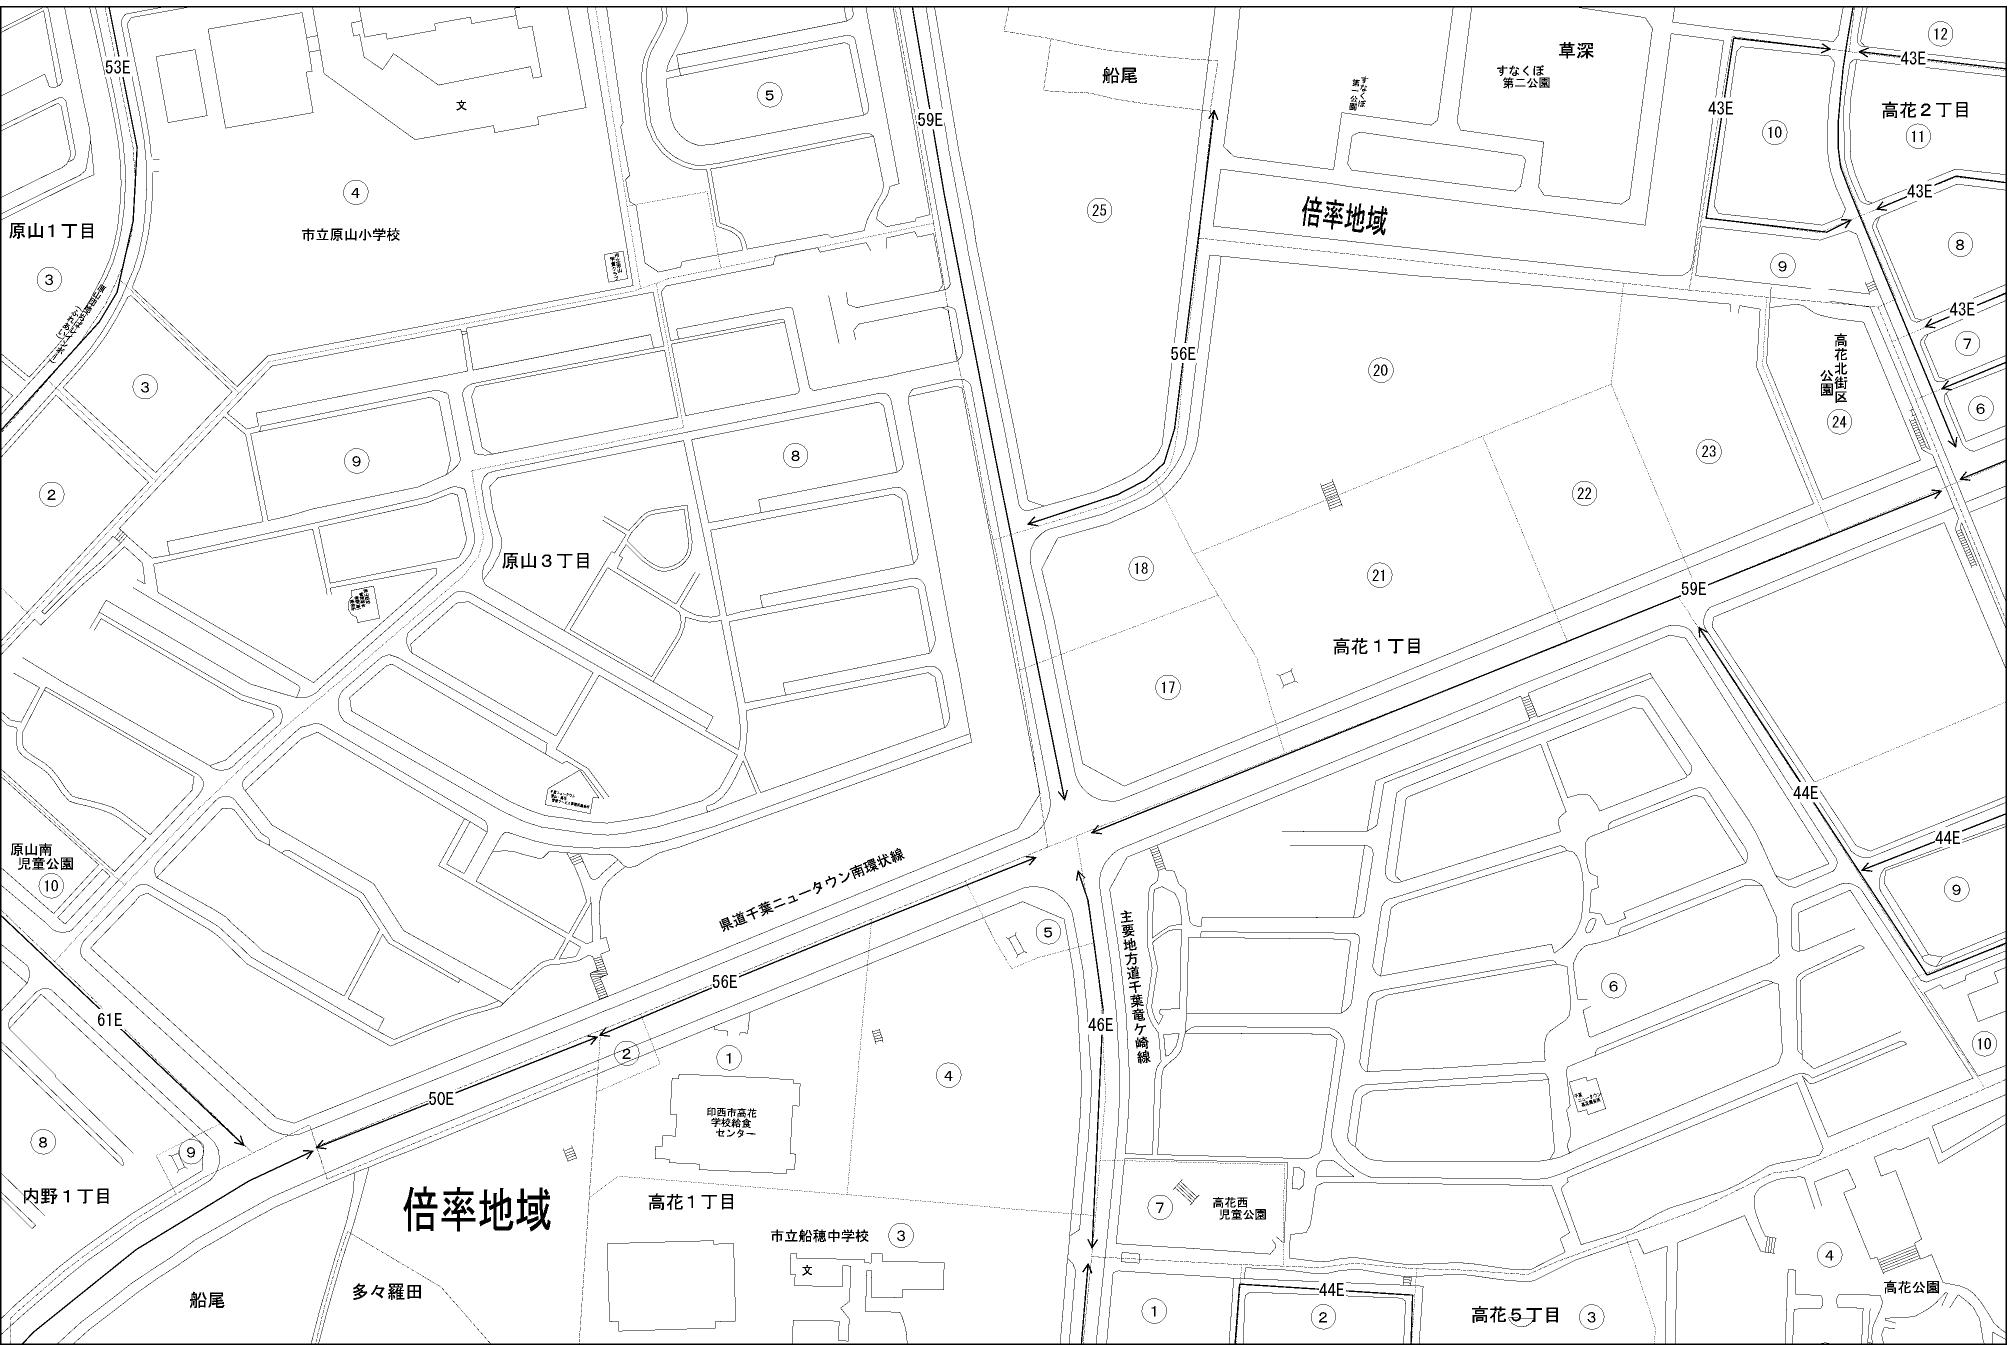 53E
文
④
市立原山小学校
原山１丁目
③
③
②
⑤
59E
船尾
㉕
56E
すなくぼ
第一公園
草深
すなくぼ
第二公園
倍率地域
43E
⑩
43E
⑫
高花２丁目
⑪
43E
⑧
⑨
43E
⑦
⑥
高花北街区
公園
㉔
⑳
㉓
㉒
㉑
⑱
⑰
高花１丁目
59E
⑨
⑧
原山３丁目
原山南
児童公園
⑩
県道千葉ニュータウン南環状線
主要地方道千葉竜ケ崎線
44E
44E
⑨
⑩
⑤
56E
46E
⑥
61E
50E
②
①
④
印西市高花
学校給食
センター
⑧
⑨
内野１丁目
倍率地域
高花１丁目
市立船穂中学校
③
文
⑦
高花西
児童公園
船尾
多々羅田
①
44E
②
高花５丁目
③
④
高花公園